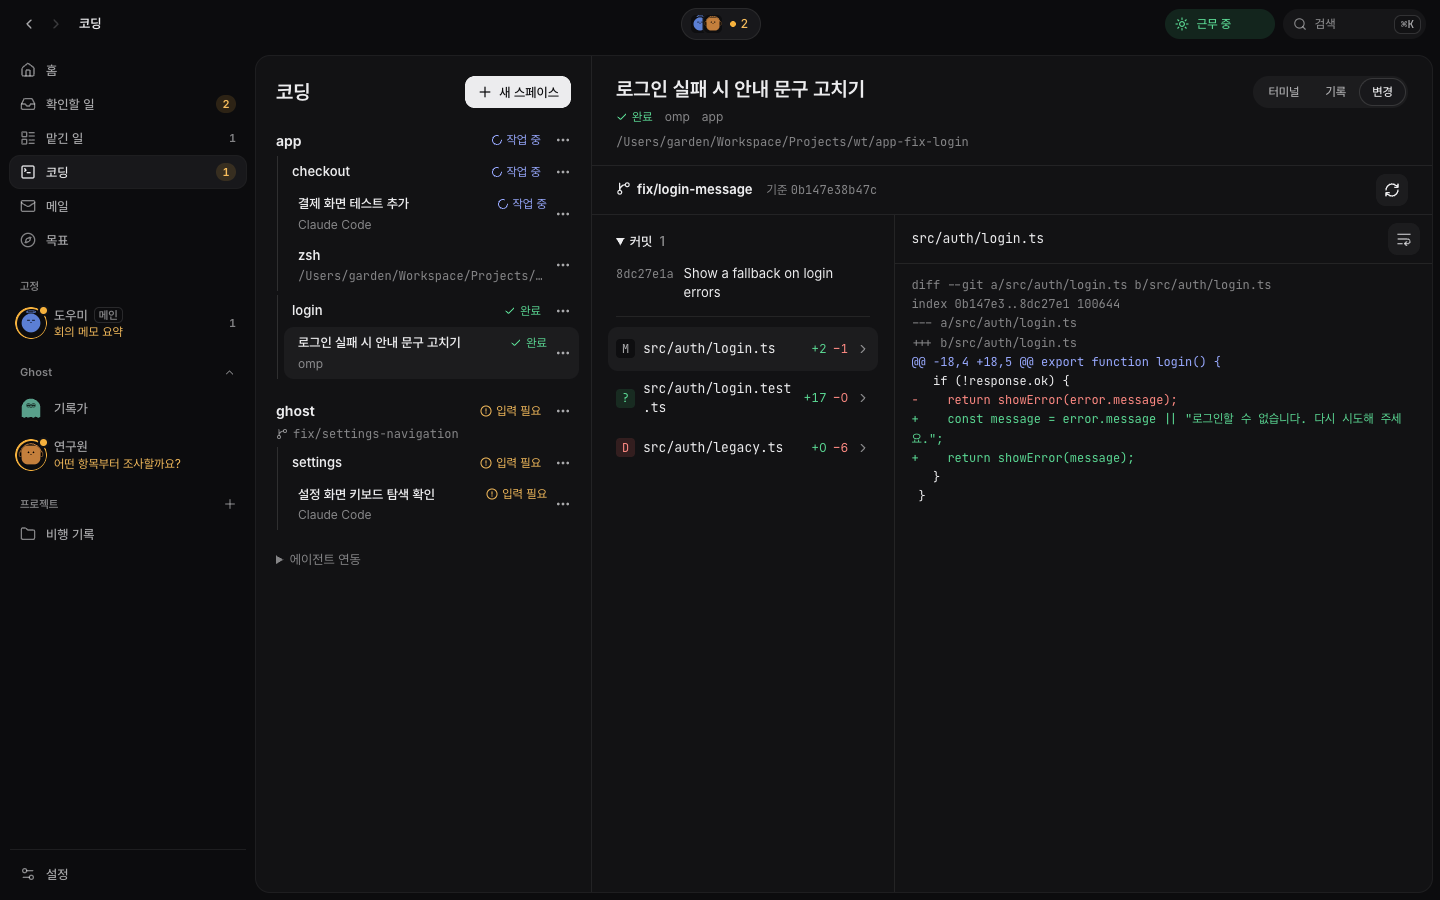 코딩
2
근무 중
검색
⌘K
홈
확인할 일
2
맡긴 일
1
코딩
1
메일
목표
고정
도우미
메인
회의 메모 요약
1
Ghost
기록가
연구원
어떤 항목부터 조사할까요?
프로젝트
비행 기록
설정
코딩
새 스페이스
app
작업 중
checkout
작업 중
결제 화면 테스트 추가
작업 중
Claude Code
zsh
/Users/garden/Workspace/Projects/…
login
완료
로그인 실패 시 안내 문구 고치기
완료
omp
ghost
입력 필요
fix/settings-navigation
settings
입력 필요
설정 화면 키보드 탐색 확인
입력 필요
Claude Code
에이전트 연동
로그인 실패 시 안내 문구 고치기
완료 omp app
/Users/garden/Workspace/Projects/wt/app-fix-login
터미널
기록
변경
fix/login-message
기준 0b147e38b47c
커밋 1
8dc27e1a Show a fallback on login
errors
M src/auth/login.ts +2 −1
? src/auth/login.test
.ts +17 −0
D src/auth/legacy.ts +0 −6
src/auth/login.ts
diff --git a/src/auth/login.ts b/src/auth/login.ts
index 0b147e3..8dc27e1 100644
--- a/src/auth/login.ts
+++ b/src/auth/login.ts
@@ -18,4 +18,5 @@ export function login() {
if (!response.ok) {
- return showError(error.message);
+ const message = error.message || "로그인할 수 없습니다. 다시 시도해 주세
요.";
+ return showError(message);
}
}